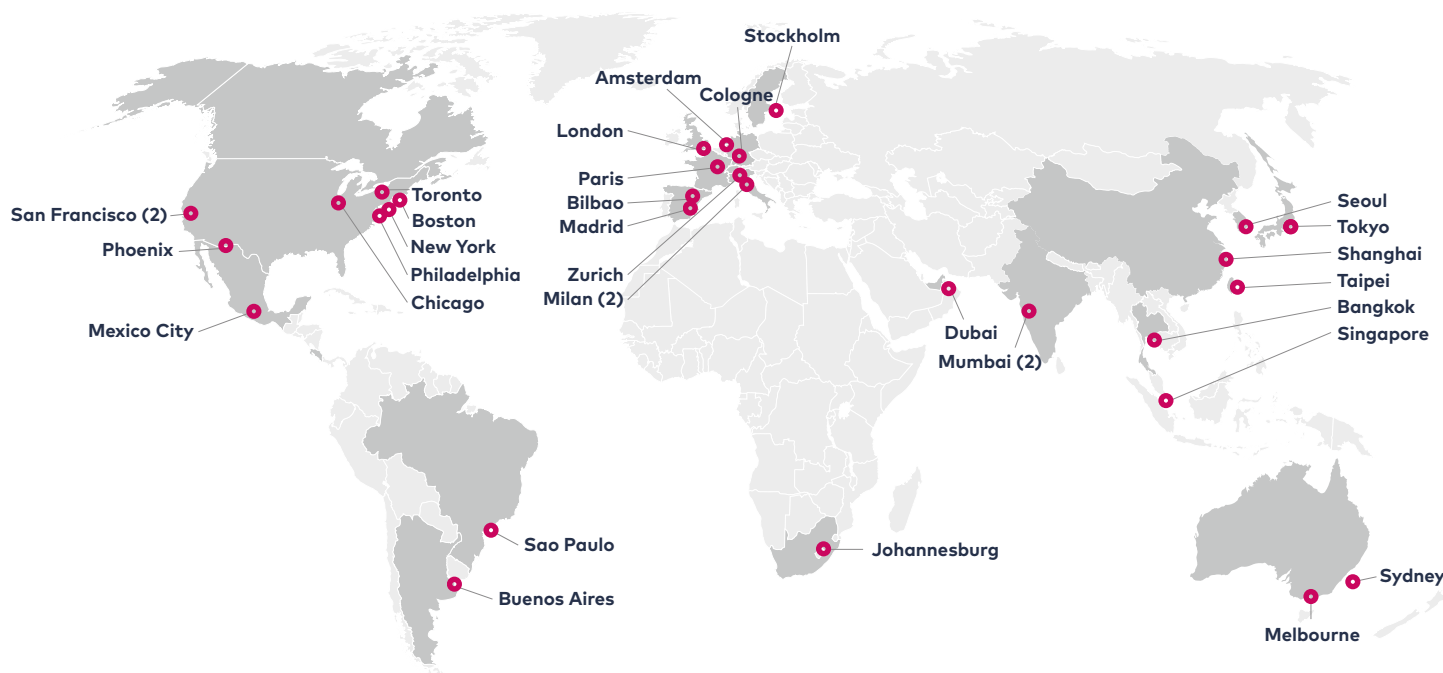 Stockholm
Amsterdam
Cologne
London
Paris
Bilbao
Madrid
Zurich
Milan (2)
Toronto
Boston
New York
Philadelphia
Chicago
San Francisco (2)
Phoenix
Mexico City
Sao Paulo
Buenos Aires
Dubai
Mumbai (2)
Johannesburg
Seoul
Tokyo
Shanghai
Taipei
Bangkok
Singapore
Sydney
Melbourne